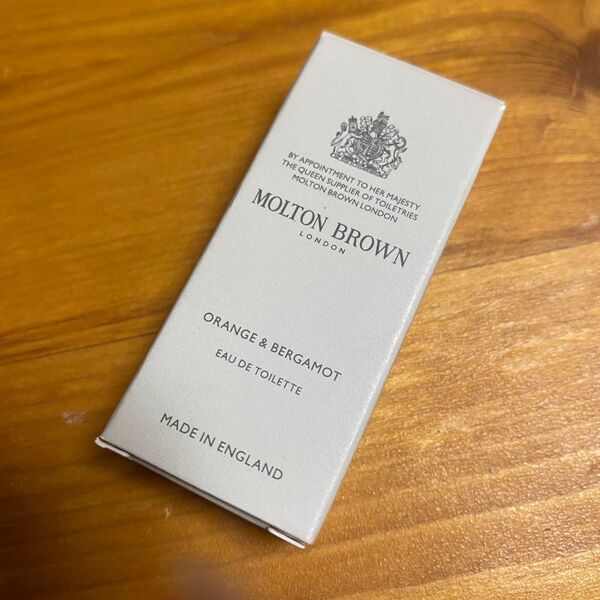 BY APPOINTMENT TO HER MAJESTY
THE QUEEN SUPPLIER OF TOILETRIES
MOLTON BROWN LONDON
MOLTON BROWN
LONDON
ORANGE & BERGAMOT
EAU DE TOILETTE
MADE IN ENGLAND